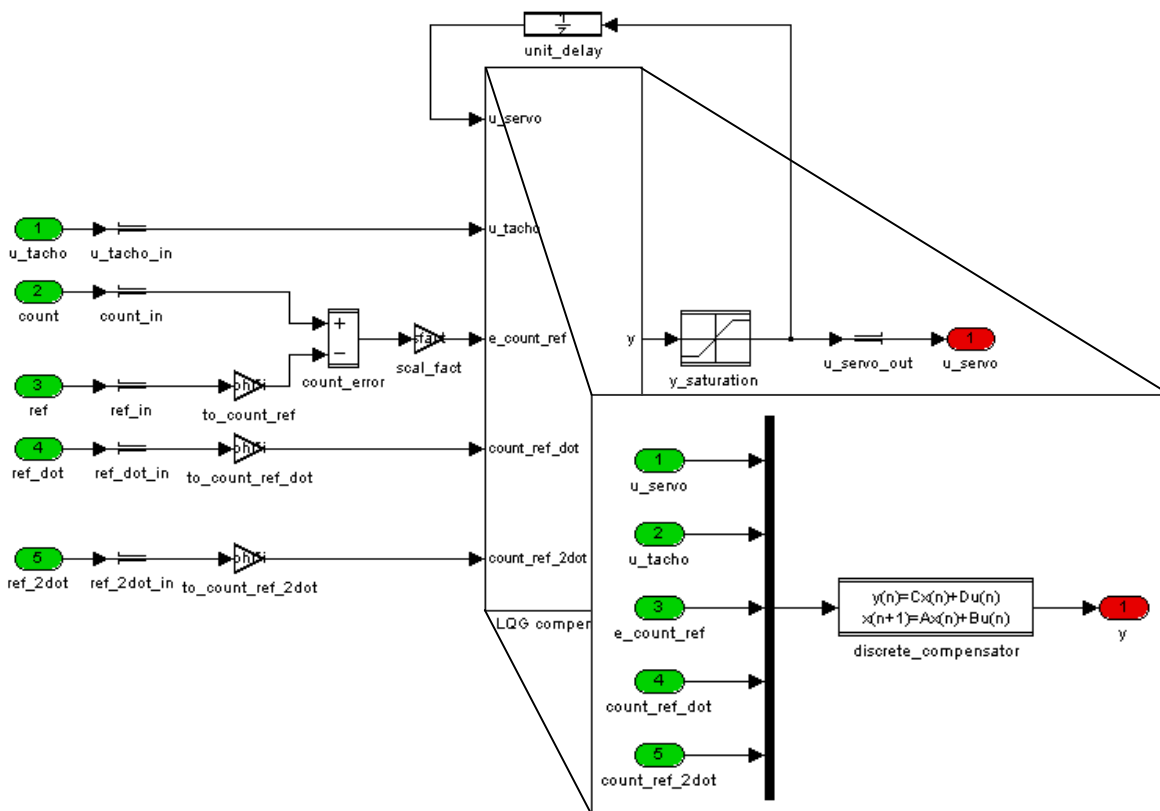 1
z
unit_delay
u_servo
1
u_tacho
u_tacho_in
u_tacho
2
count
count_in
+
−
count_error
scal_fact
e_count_ref
y
y_saturation
u_servo_out
1
u_servo
3
ref
ref_in
to_count_ref
4
ref_dot
ref_dot_in
to_count_ref_dot
count_ref_dot
5
ref_2dot
ref_2dot_in
to_count_ref_2dot
count_ref_2dot
LQG comper
1
u_servo
2
u_tacho
3
e_count_ref
4
count_ref_dot
5
count_ref_2dot
y(n)=Cx(n)+Du(n)
x(n+1)=Ax(n)+Bu(n)
discrete_compensator
1
y